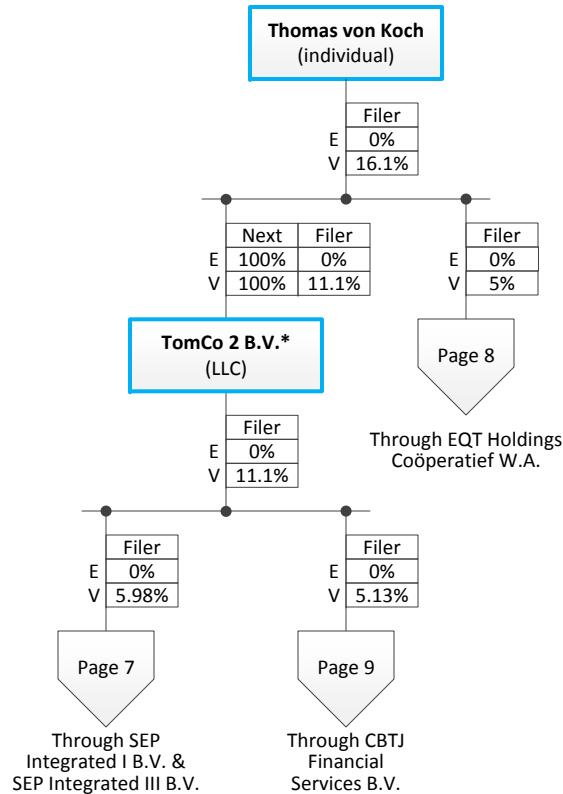 Thomas von Koch
(individual)
Filer
E 0%
V 16.1%
Next Filer
E 100% 0%
V 100% 11.1%
Filer
E 0%
V 5%
TomCo 2 B.V.*
(LLC)
Page 8
Through EQT Holdings
Coöperatief W.A.
Filer
E 0%
V 11.1%
Filer
E 0%
V 5.98%
Filer
E 0%
V 5.13%
Page 7
Page 9
Through SEP
Integrated I B.V. &
SEP Integrated III B.V.
Through CBTJ
Financial
Services B.V.